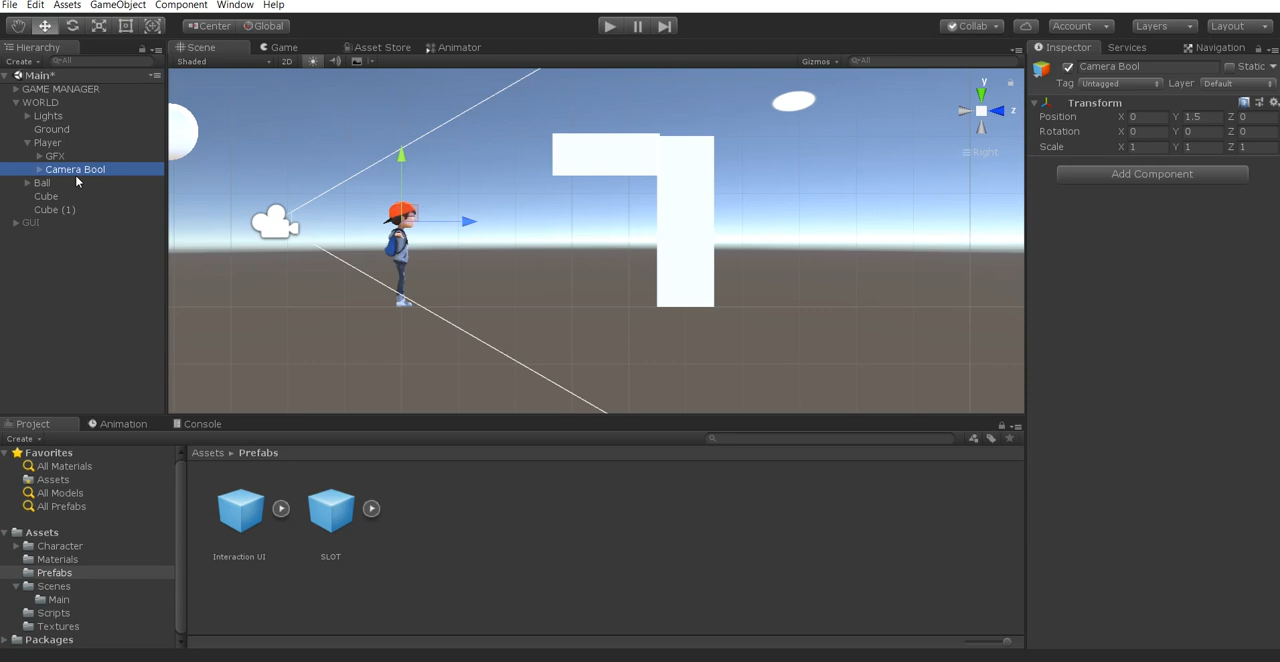 File Edit Assets GameObject Component Window Help
Center Global Collab Account Layers Layout
Hierarchy Scene Game Asset Store Animator Inspector Services Navigation
Create All Shaded 2D Gizmos All Camera Bool Static
Main*
Tag Untagged Layer Default
GAME MANAGER
WORLD
Transform
Lights
Position X 0 Y 1.5 Z 0
Ground
Rotation X 0 Y 0 Z 0
Player
Scale X 1 Y 1 Z 1
GFX
Camera Bool
Add Component
Ball
Cube
Cube (1)
GUI
y
z
Right
Project Animation Console
Create
Favorites
All Materials
Assets
All Models
All Prefabs
Assets
Character
Materials
Prefabs
Scenes
Main
Scripts
Textures
Packages
Assets Prefabs
Interaction UI SLOT